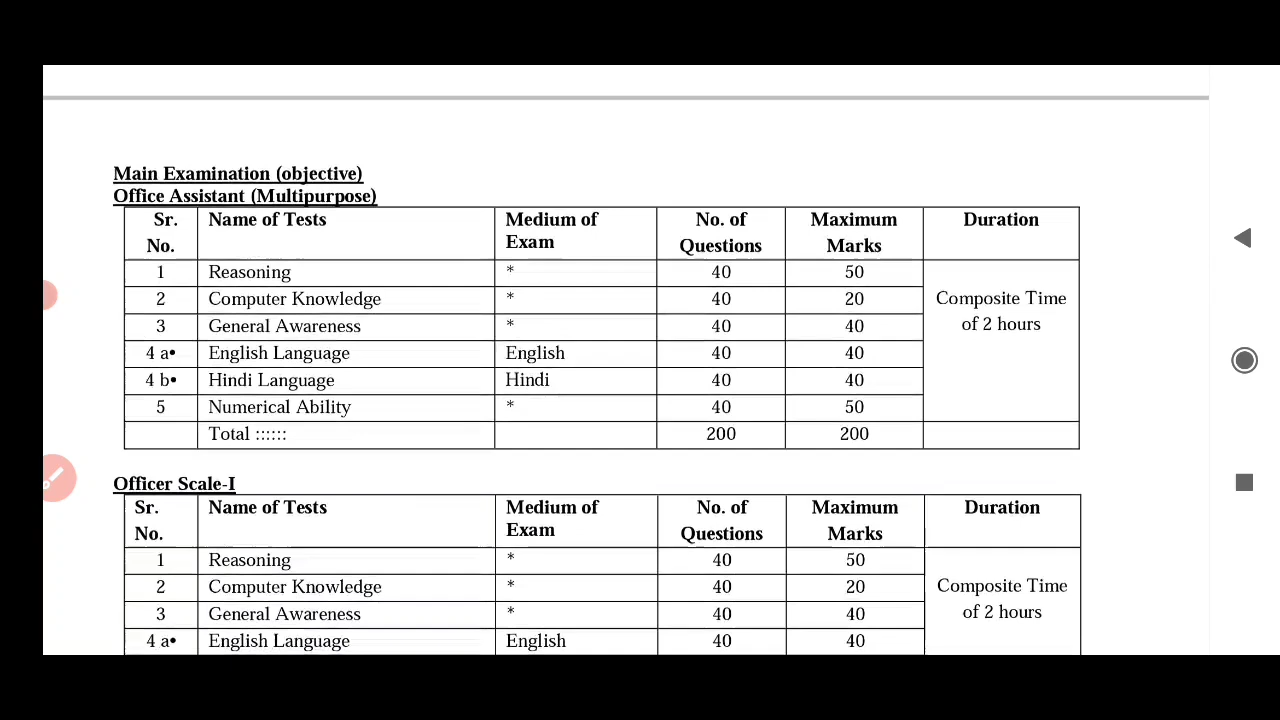 Main Examination (objective)
Office Assistant (Multipurpose)
Sr. No. Name of Tests Medium of Exam No. of Questions Maximum Marks Duration
1 Reasoning * 40 50 Composite Time of 2 hours
2 Computer Knowledge * 40 20
3 General Awareness * 40 40
4 a• English Language English 40 40
4 b• Hindi Language Hindi 40 40
5 Numerical Ability * 40 50
Total :::::: 200 200
Officer Scale-I
Sr. No. Name of Tests Medium of Exam No. of Questions Maximum Marks Duration
1 Reasoning * 40 50 Composite Time of 2 hours
2 Computer Knowledge * 40 20
3 General Awareness * 40 40
4 a• English Language English 40 40